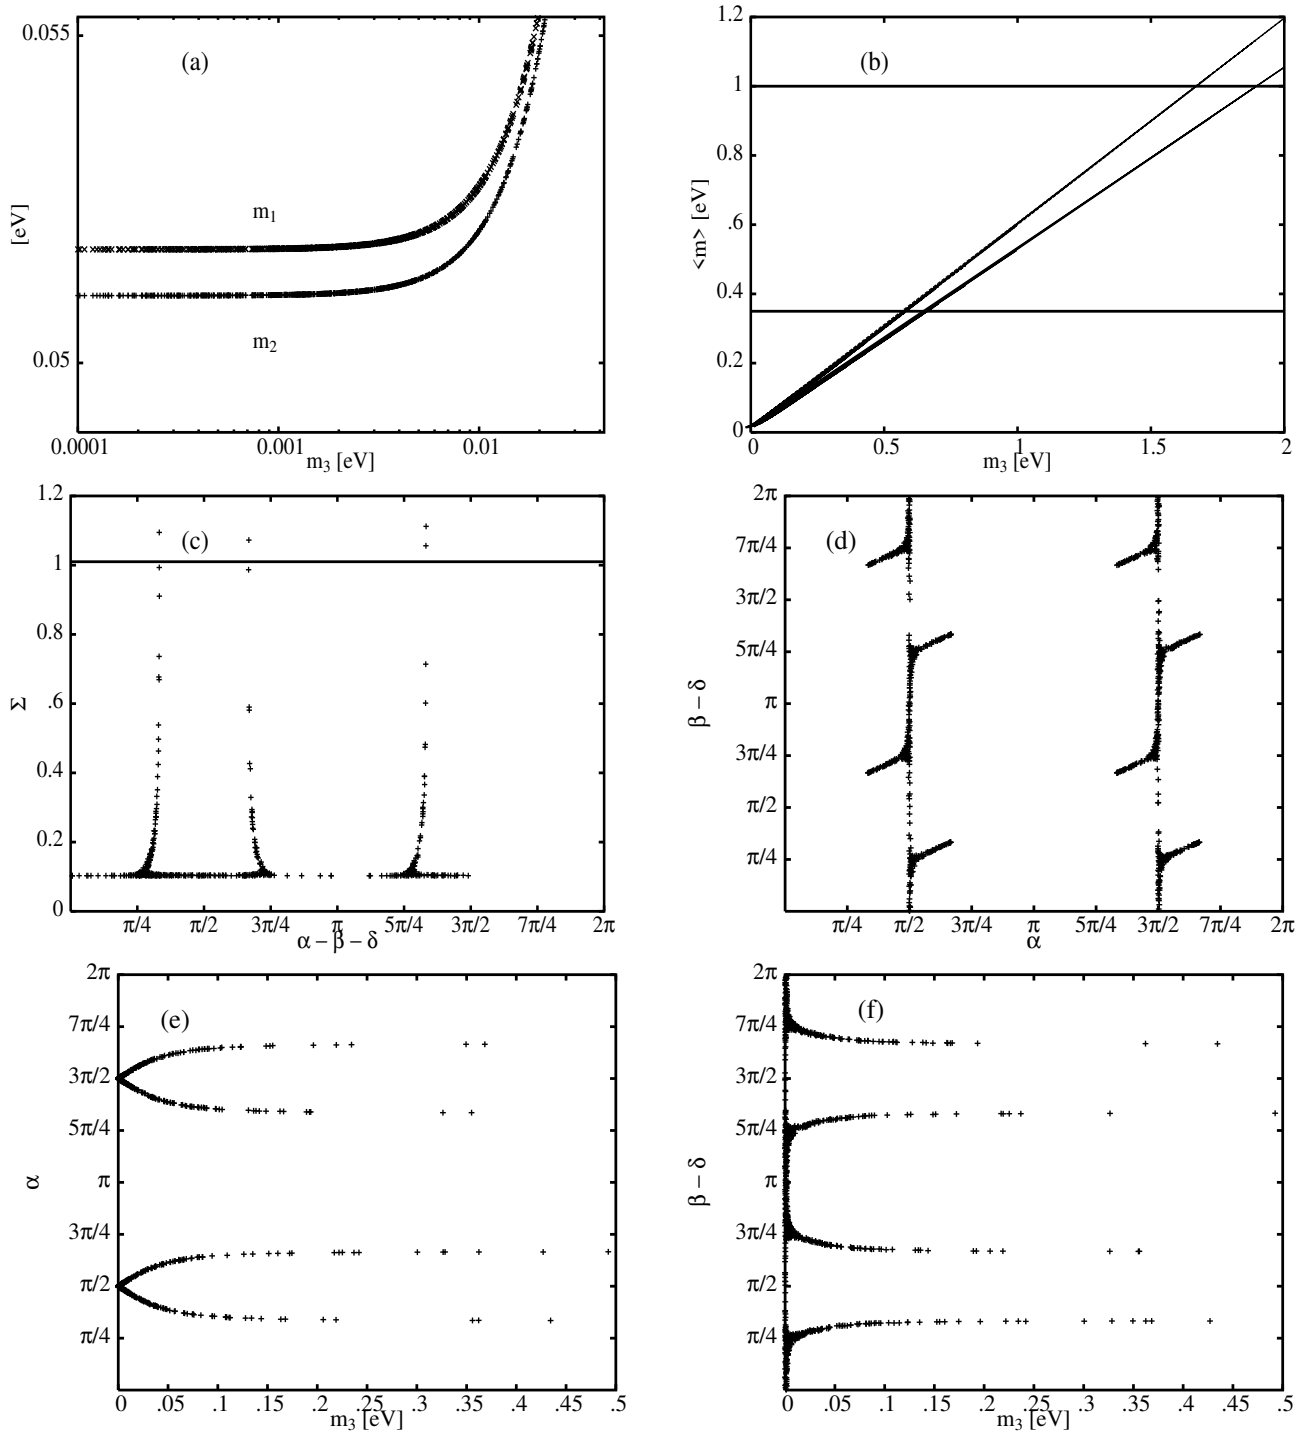 0.055
(a)
[eV]
m1
m2
0.05
0.0001 0.001 0.01
m3 [eV]
1.2
(b)
1
0.8
<m> [eV]
.6
0.4
0.2
0
0 0.5 1 1.5 2
m3 [eV]
1.2
(c)
1
0.8
Σ
.6
0.4
0.2
0
π/4 π/2 3π/4 π 5π/4 3π/2 7π/4 2π
α − β − δ
2π
(d)
7π/4
3π/2
5π/4
β − δ
π
3π/4
π/2
π/4
π/4 π/2 3π/4 π 5π/4 3π/2 7π/4 2π
α
2π
(e)
7π/4
3π/2
5π/4
α
π
3π/4
π/2
π/4
0 .05 .1 .15 .2 .25 .3 .35 .4 .45 .5
m3 [eV]
2π
(f)
7π/4
3π/2
5π/4
β − δ
π
3π/4
π/2
π/4
0 .05 .1 .15 .2 .25 .3 .35 .4 .45 .5
m3 [eV]